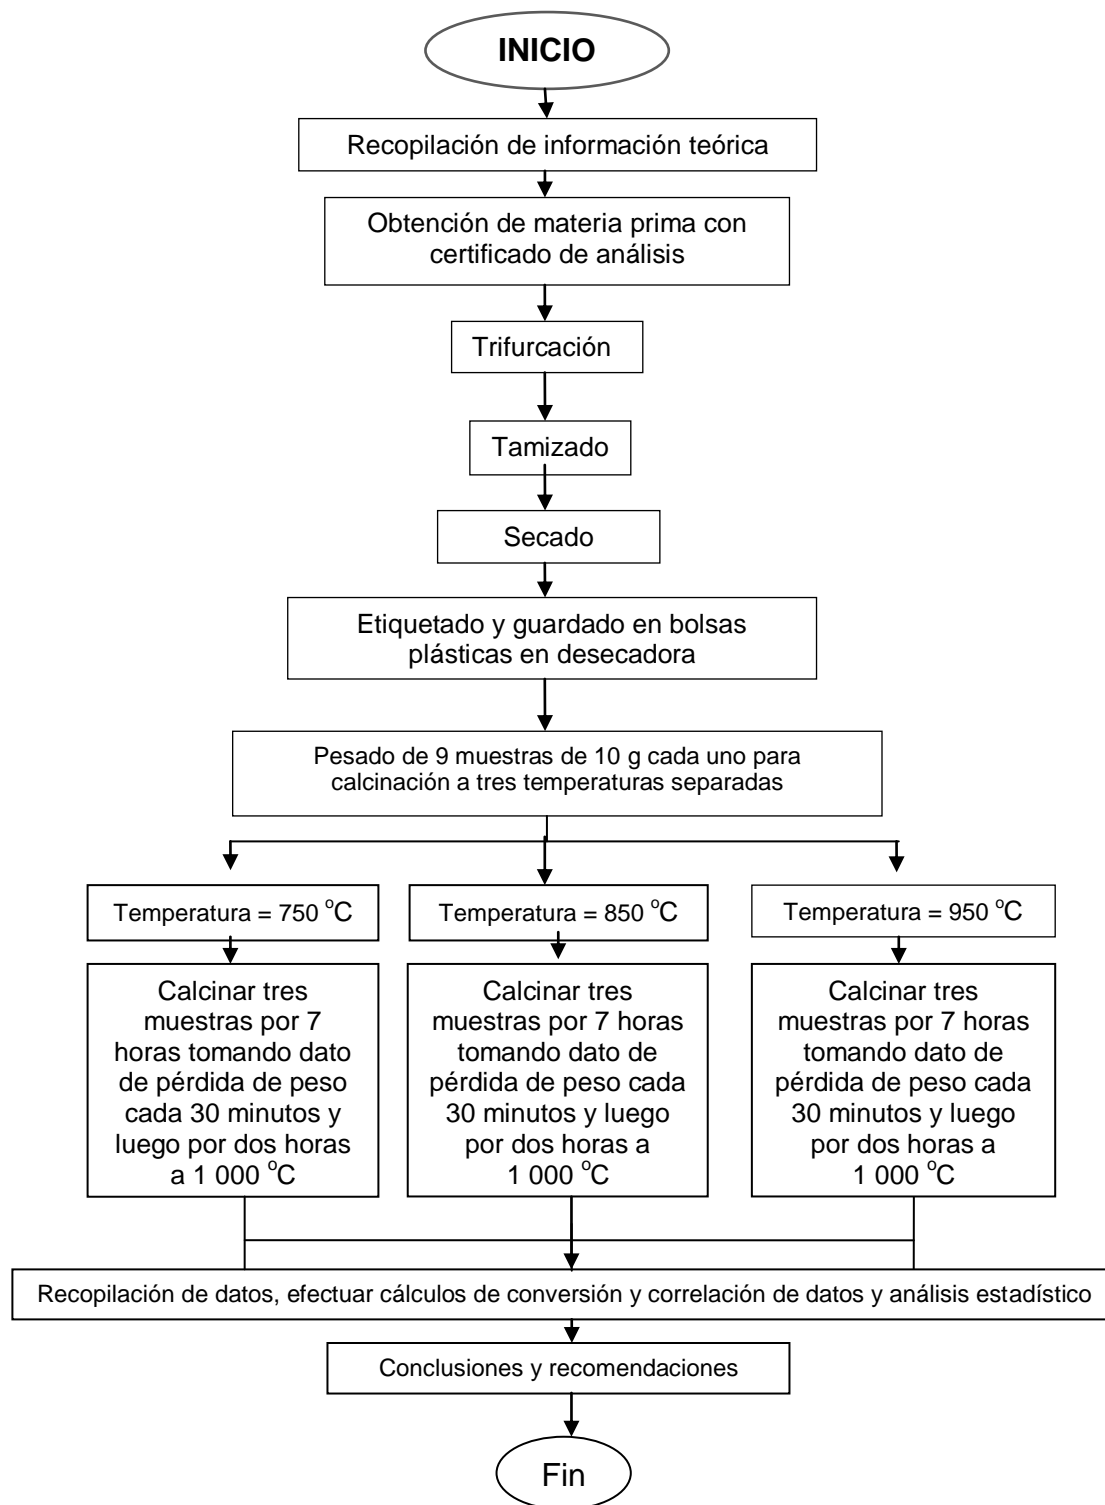 INICIO
Recopilación de información teórica
Obtención de materia prima con
certificado de análisis
Trifurcación
Tamizado
Secado
Etiquetado y guardado en bolsas
plásticas en desecadora
Pesado de 9 muestras de 10 g cada uno para
calcinación a tres temperaturas separadas
Temperatura = 750 °C
Temperatura = 850 °C
Temperatura = 950 °C
Calcinar tres
muestras por 7
horas tomando dato
de pérdida de peso
cada 30 minutos y
luego por dos horas
a 1 000 °C
Calcinar tres
muestras por 7 horas
tomando dato de
pérdida de peso cada
30 minutos y luego
por dos horas a
1 000 °C
Calcinar tres
muestras por 7 horas
tomando dato de
pérdida de peso cada
30 minutos y luego
por dos horas a
1 000 °C
Recopilación de datos, efectuar cálculos de conversión y correlación de datos y análisis estadístico
Conclusiones y recomendaciones
Fin